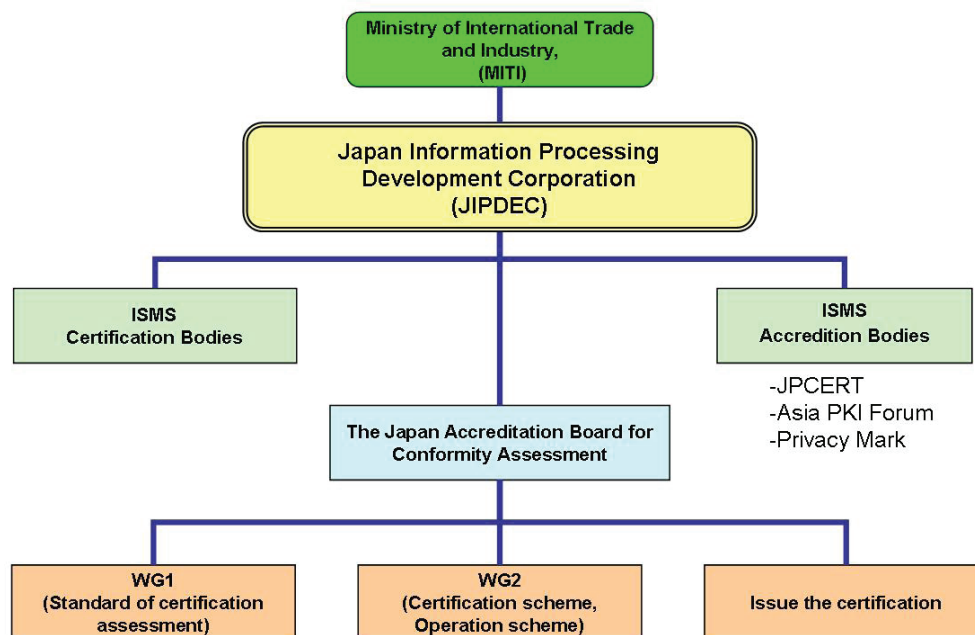 Ministry of International Trade
and Industry,
(MITI)
Japan Information Processing
Development Corporation
(JIPDEC)
ISMS
Certification Bodies
ISMS
Accredition Bodies
-JPCERT
-Asia PKI Forum
-Privacy Mark
The Japan Accreditation Board for
Conformity Assessment
WG1
(Standard of certification
assessment)
WG2
(Certification scheme,
Operation scheme)
Issue the certification